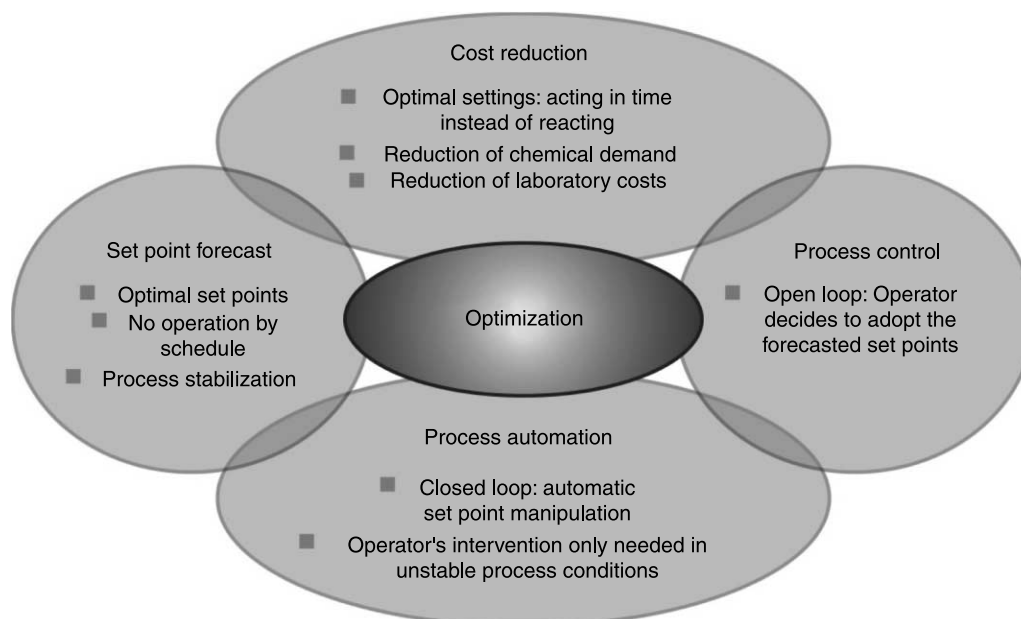 Cost reduction
Optimal settings: acting in time
instead of reacting
Reduction of chemical demand
Reduction of laboratory costs
Set point forecast
Optimal set points
No operation by
schedule
Process stabilization
Optimization
Process control
Open loop: Operator
decides to adopt the
forecasted set points
Process automation
Closed loop: automatic
set point manipulation
Operator's intervention only needed in
unstable process conditions